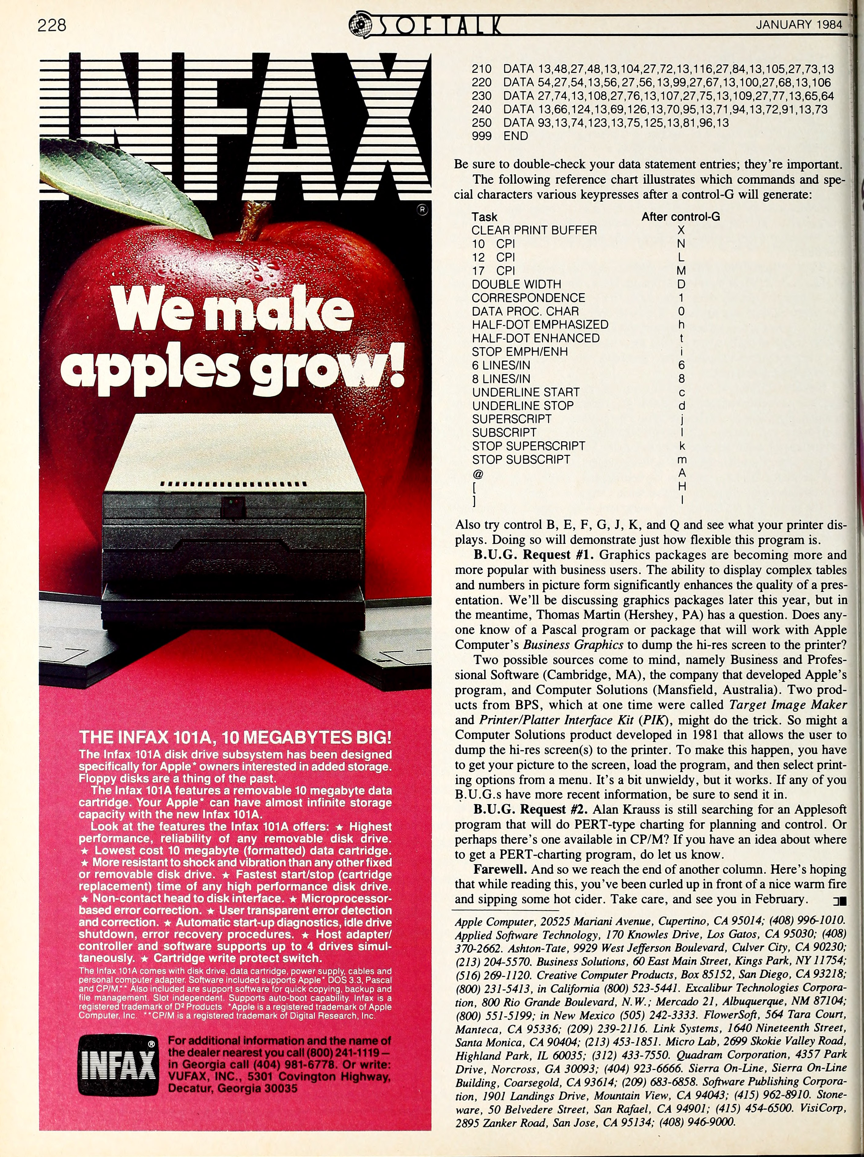 228
SOFTALK
JANUARY 1984
INFAX
®
We make
apples grow!
THE INFAX 101A, 10 MEGABYTES BIG!
The Infax 101A disk drive subsystem has been designed
specifically for Apple* owners interested in added storage.
Floppy disks are a thing of the past.
The Infax 101A features a removable 10 megabyte data
cartridge. Your Apple* can have almost infinite storage
capacity with the new Infax 101A.
Look at the features the Infax 101A offers: ★ Highest
performance, reliability of any removable disk drive.
★ Lowest cost 10 megabyte (formatted) data cartridge.
★ More resistant to shock and vibration than any other fixed
or removable disk drive. ★ Fastest start/stop (cartridge
replacement) time of any high performance disk drive.
★ Non-contact head to disk interface. ★ Microprocessor-
based error correction. ★ User transparent error detection
and correction. ★ Automatic start-up diagnostics, idle drive
shutdown, error recovery procedures. ★ Host adapter/
controller and software supports up to 4 drives simul-
taneously. ★ Cartridge write protect switch.
The Infax 101A comes with disk drive, data cartridge, power supply, cables and
personal computer adapter. Software included supports Apple* DOS 3.3, Pascal
and CP/M.** Also included are support software for quick copying, backup and
file management. Slot independent. Supports auto-boot capability. Infax is a
registered trademark of D³ Products *Apple is a registered trademark of Apple
Computer, Inc. **CP/M is a registered trademark of Digital Research, Inc.
INFAX®
For additional information and the name of
the dealer nearest you call (800) 241-1119 —
in Georgia call (404) 981-6778. Or write:
VUFAX, INC., 5301 Covington Highway,
Decatur, Georgia 30035
210 DATA 13,48,27,48,13,104,27,72,13,116,27,84,13,105,27,73,13
220 DATA 54,27,54,13,56,27,56,13,99,27,67,13,100,27,68,13,106
230 DATA 27,74,13,108,27,76,13,107,27,75,13,109,27,77,13,65,64
240 DATA 13,66,124,13,69,126,13,70,95,13,71,94,13,72,91,13,73
250 DATA 93,13,74,123,13,75,125,13,81,96,13
999 END
Be sure to double-check your data statement entries; they're important.
The following reference chart illustrates which commands and spe-
cial characters various keypresses after a control-G will generate:
Task After control-G
CLEAR PRINT BUFFER X
10 CPI N
12 CPI L
17 CPI M
DOUBLE WIDTH D
CORRESPONDENCE 1
DATA PROC. CHAR 0
HALF-DOT EMPHASIZED h
HALF-DOT ENHANCED t
STOP EMPH/ENH i
6 LINES/IN 6
8 LINES/IN 8
UNDERLINE START c
UNDERLINE STOP d
SUPERSCRIPT j
SUBSCRIPT l
STOP SUPERSCRIPT k
STOP SUBSCRIPT m
@ A
[ H
] I
Also try control B, E, F, G, J, K, and Q and see what your printer dis-
plays. Doing so will demonstrate just how flexible this program is.
B.U.G. Request #1. Graphics packages are becoming more and
more popular with business users. The ability to display complex tables
and numbers in picture form significantly enhances the quality of a pres-
entation. We'll be discussing graphics packages later this year, but in
the meantime, Thomas Martin (Hershey, PA) has a question. Does any-
one know of a Pascal program or package that will work with Apple
Computer's Business Graphics to dump the hi-res screen to the printer?
Two possible sources come to mind, namely Business and Profes-
sional Software (Cambridge, MA), the company that developed Apple's
program, and Computer Solutions (Mansfield, Australia). Two prod-
ucts from BPS, which at one time were called Target Image Maker
and Printer/Platter Interface Kit (PIK), might do the trick. So might a
Computer Solutions product developed in 1981 that allows the user to
dump the hi-res screen(s) to the printer. To make this happen, you have
to get your picture to the screen, load the program, and then select print-
ing options from a menu. It's a bit unwieldy, but it works. If any of you
B.U.G.s have more recent information, be sure to send it in.
B.U.G. Request #2. Alan Krauss is still searching for an Applesoft
program that will do PERT-type charting for planning and control. Or
perhaps there's one available in CP/M? If you have an idea about where
to get a PERT-charting program, do let us know.
Farewell. And so we reach the end of another column. Here's hoping
that while reading this, you've been curled up in front of a nice warm fire
and sipping some hot cider. Take care, and see you in February.
Apple Computer, 20525 Mariani Avenue, Cupertino, CA 95014; (408) 996-1010.
Applied Software Technology, 170 Knowles Drive, Los Gatos, CA 95030; (408)
370-2662. Ashton-Tate, 9929 West Jefferson Boulevard, Culver City, CA 90230;
(213) 204-5570. Business Solutions, 60 East Main Street, Kings Park, NY 11754;
(516) 269-1120. Creative Computer Products, Box 85152, San Diego, CA 93218;
(800) 231-5413, in California (800) 523-5441. Excalibur Technologies Corpora-
tion, 800 Rio Grande Boulevard, N.W.; Mercado 21, Albuquerque, NM 87104;
(800) 551-5199; in New Mexico (505) 242-3333. FlowerSoft, 564 Tara Court,
Manteca, CA 95336; (209) 239-2116. Link Systems, 1640 Nineteenth Street,
Santa Monica, CA 90404; (213) 453-1851. Micro Lab, 2699 Skokie Valley Road,
Highland Park, IL 60035; (312) 433-7550. Quadram Corporation, 4357 Park
Drive, Norcross, GA 30093; (404) 923-6666. Sierra On-Line, Sierra On-Line
Building, Coarsegold, CA 93614; (209) 683-6858. Software Publishing Corpora-
tion, 1901 Landings Drive, Mountain View, CA 94043; (415) 962-8910. Stone-
ware, 50 Belvedere Street, San Rafael, CA 94901; (415) 454-6500. VisiCorp,
2895 Zanker Road, San Jose, CA 95134; (408) 946-9000.